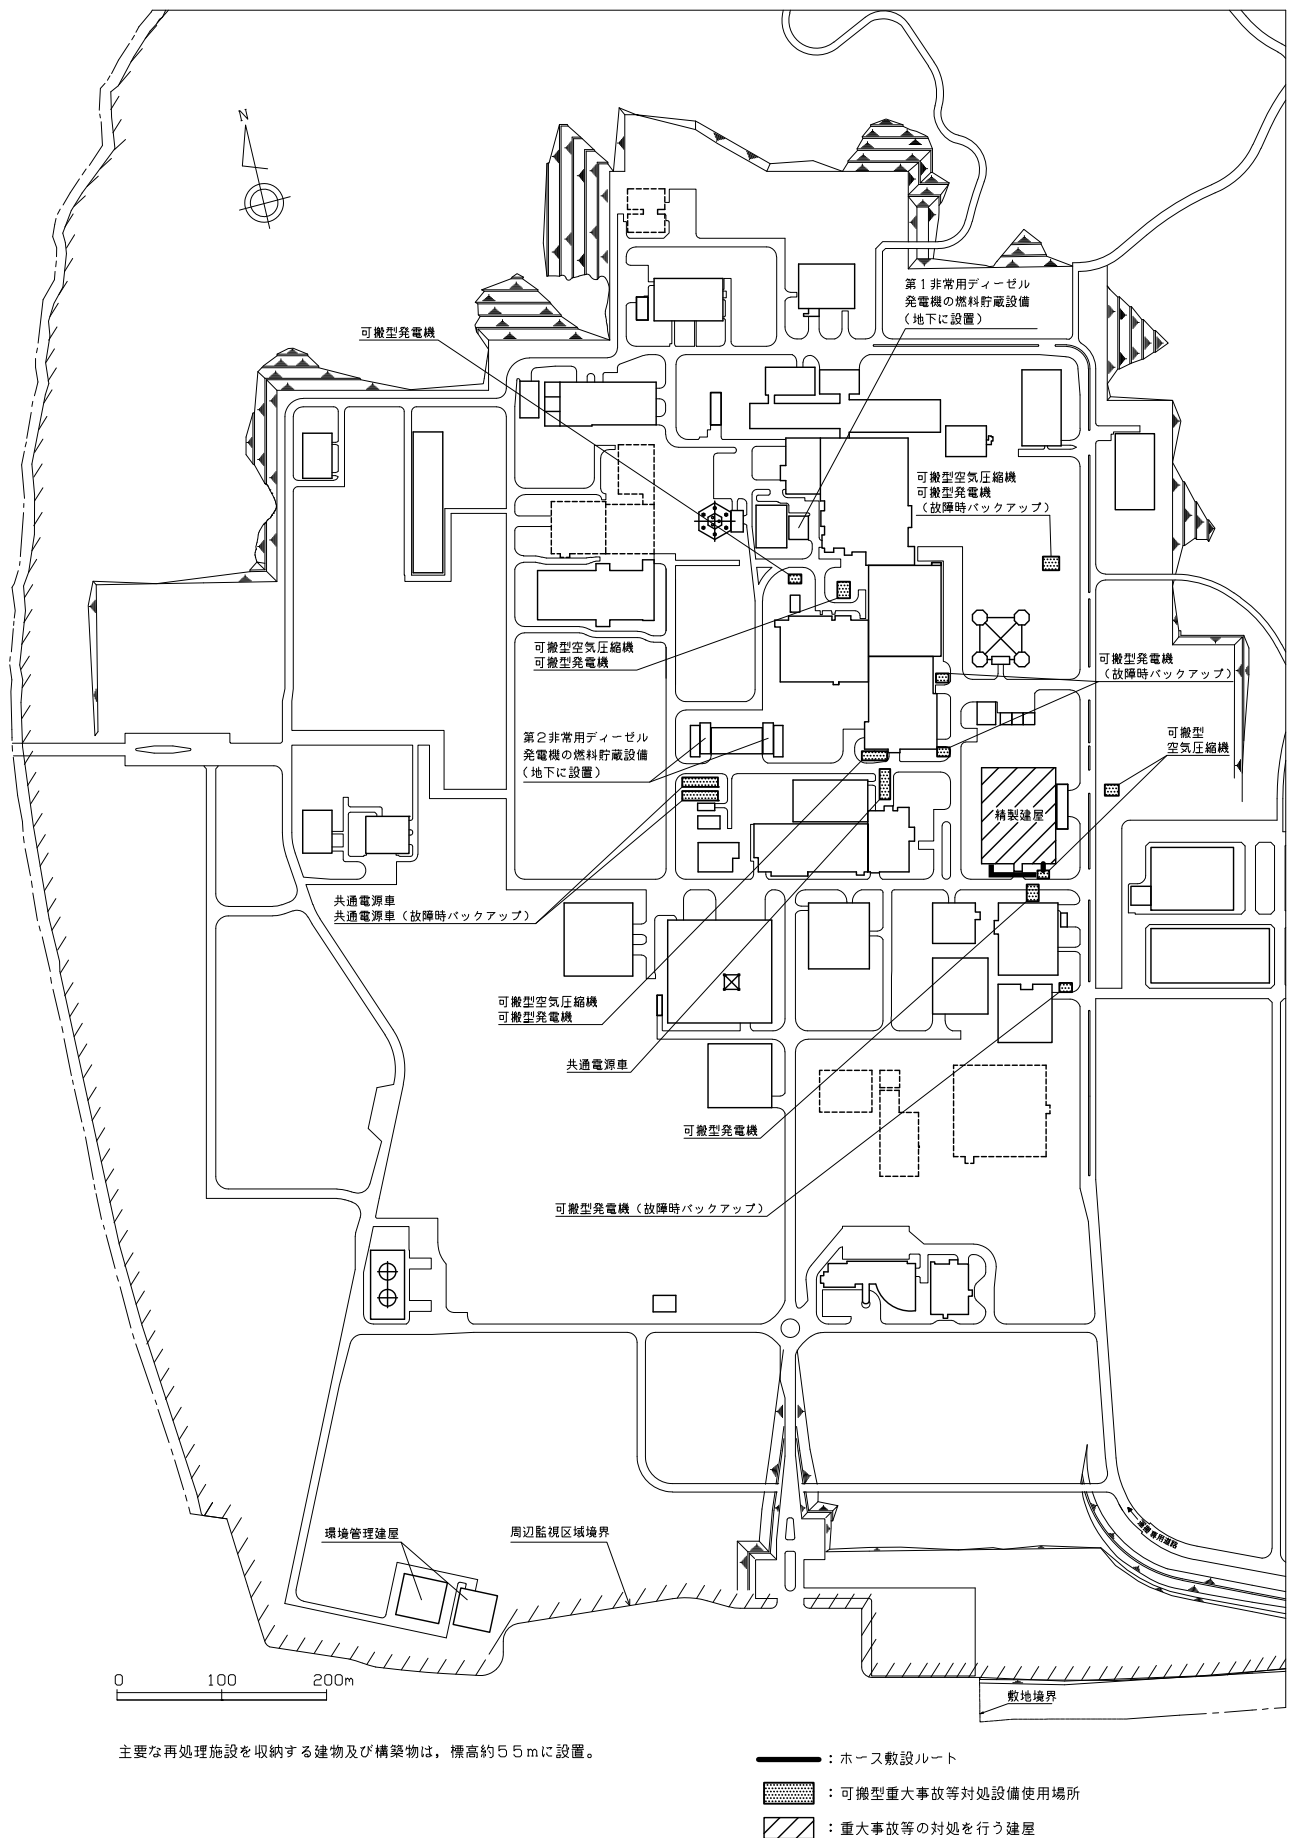 N
第１非常用ディーゼル
発電機の燃料貯蔵設備
（地下に設置）
可搬型発電機
可搬型空気圧縮機
可搬型発電機
（故障時バックアップ）
可搬型空気圧縮機
可搬型発電機
可搬型発電機
（故障時バックアップ）
第２非常用ディーゼル
発電機の燃料貯蔵設備
（地下に設置）
可搬型
空気圧縮機
精製建屋
共通電源車
共通電源車（故障時バックアップ）
可搬型空気圧縮機
可搬型発電機
共通電源車
可搬型発電機
可搬型発電機（故障時バックアップ）
環境管理建屋
周辺監視区域境界
敷地境界
0 100 200m
主要な再処理施設を収納する建物及び構築物は，標高約５５ｍに設置。
：ホース敷設ルート
：可搬型重大事故等対処設備使用場所
：重大事故等の対処を行う建屋